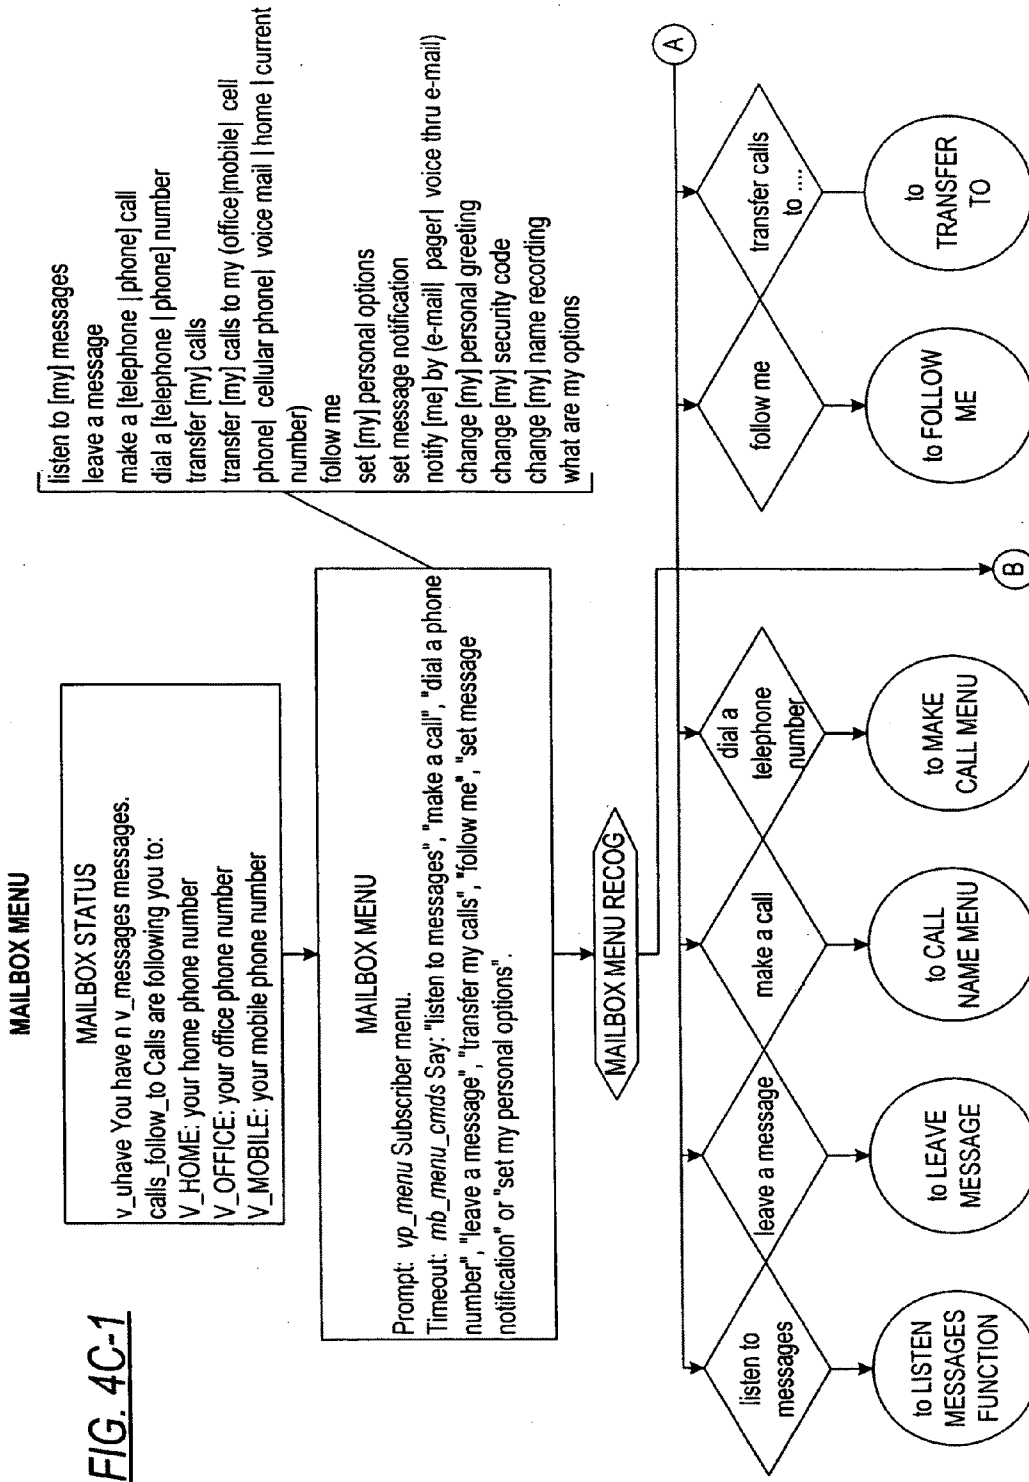 FIG. 4C-1
MAILBOX MENU
MAILBOX STATUS
v_uhave You have n v_messages messages.
calls_follow_to Calls are following you to:
V_HOME: your home phone number
V_OFFICE: your office phone number
V_MOBILE: your mobile phone number
MAILBOX MENU
Prompt: vp_menu Subscriber menu.
Timeout: mb_menu_cmds Say: "listen to messages", "make a call", "dial a phone
number", "leave a message", "transfer my calls", "follow me", "set message
notification" or "set my personal options".
listen to [my] messages
leave a message
make a [telephone | phone] call
dial a [telephone | phone] number
transfer [my] calls
transfer [my] calls to my (office|mobile| cell
phone| cellular phone| voice mail | home | current
number)
follow me
set [my] personal options
set message notification
notify [me] by (e-mail| pager| voice thru e-mail)
change [my] personal greeting
change [my] security code
change [my] name recording
what are my options
MAILBOX MENU RECOG
A
listen to
messages
leave a message
make a call
dial a
telephone
number
follow me
transfer calls
to ....
to LISTEN
MESSAGES
FUNCTION
to LEAVE
MESSAGE
to CALL
NAME MENU
to MAKE
CALL MENU
B
to FOLLOW
ME
to
TRANSFER
TO